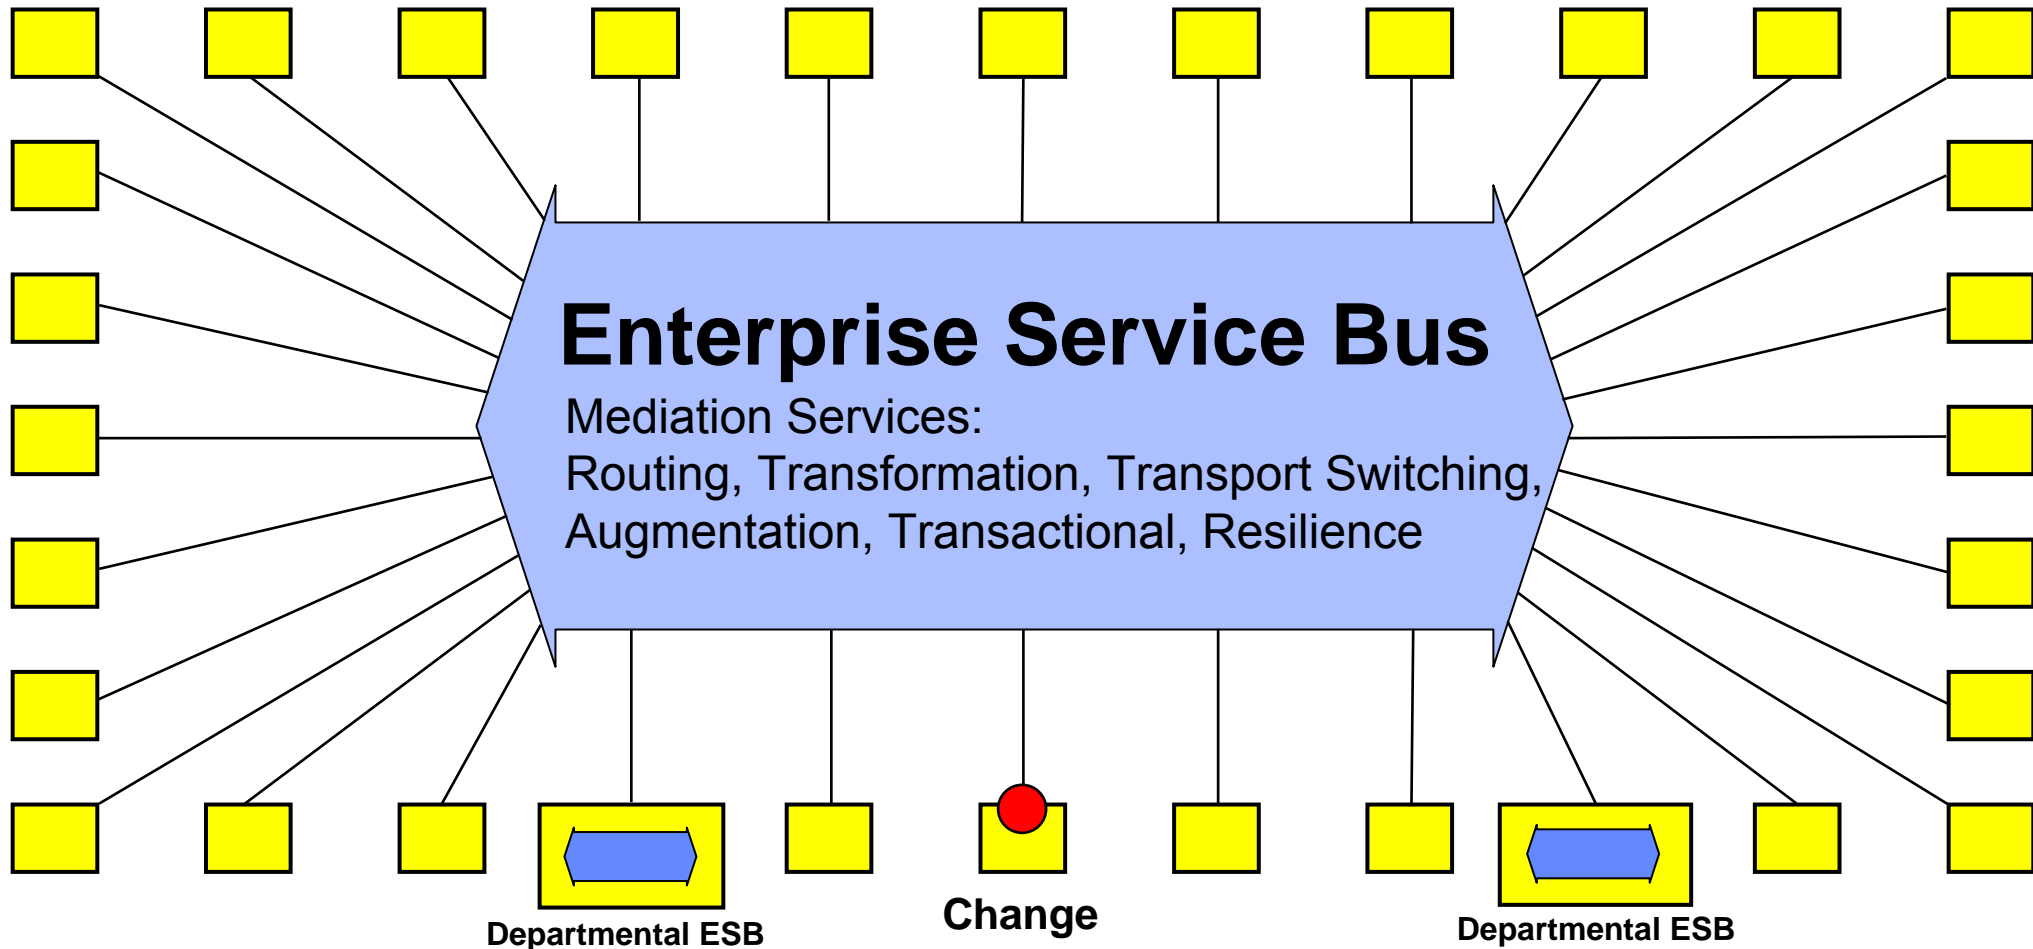 Enterprise Service Bus
Mediation Services:
Routing, Transformation, Transport Switching,
Augmentation, Transactional, Resilience
Departmental ESB
Change
Departmental ESB